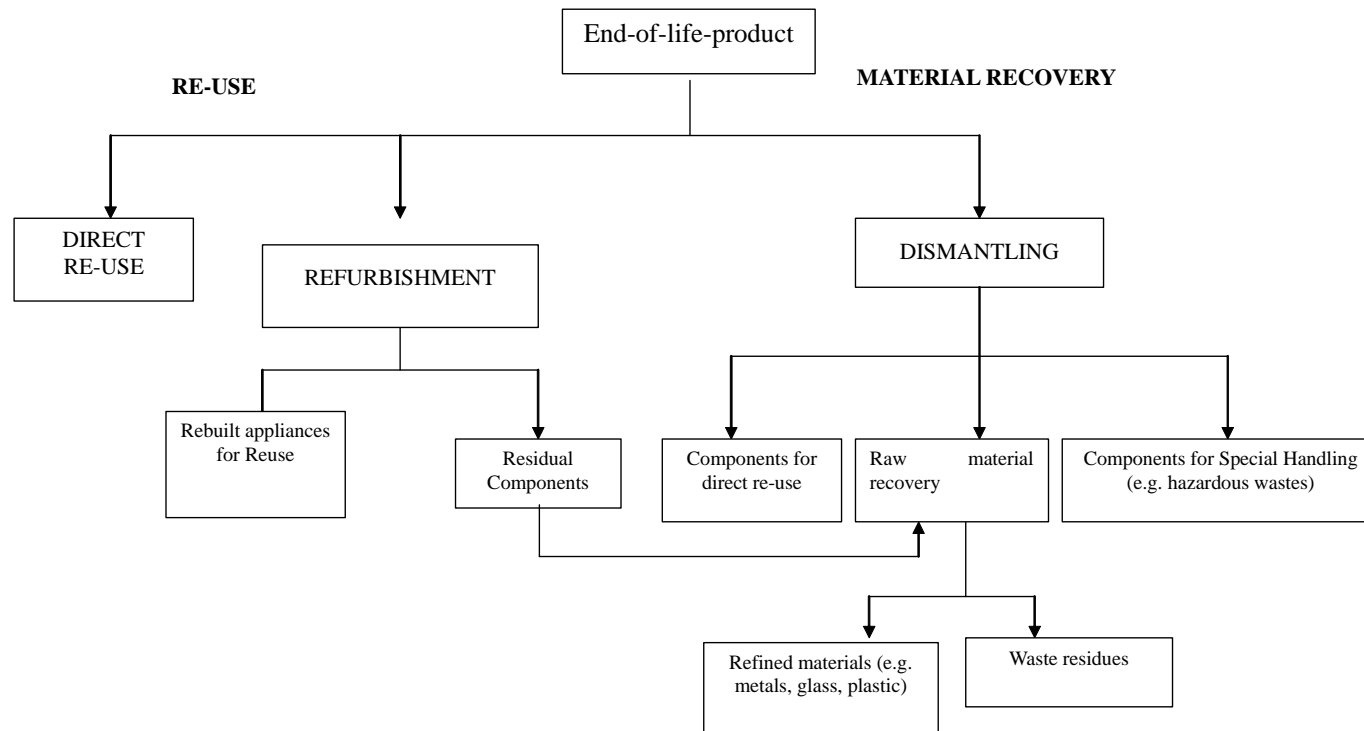 End-of-life-product
RE-USE
MATERIAL RECOVERY
DIRECT
RE-USE
REFURBISHMENT
DISMANTLING
Rebuilt appliances
for Reuse
Residual
Components
Components for
direct re-use
Raw material
recovery
Components for Special Handling
(e.g. hazardous wastes)
Refined materials (e.g.
metals, glass, plastic)
Waste residues